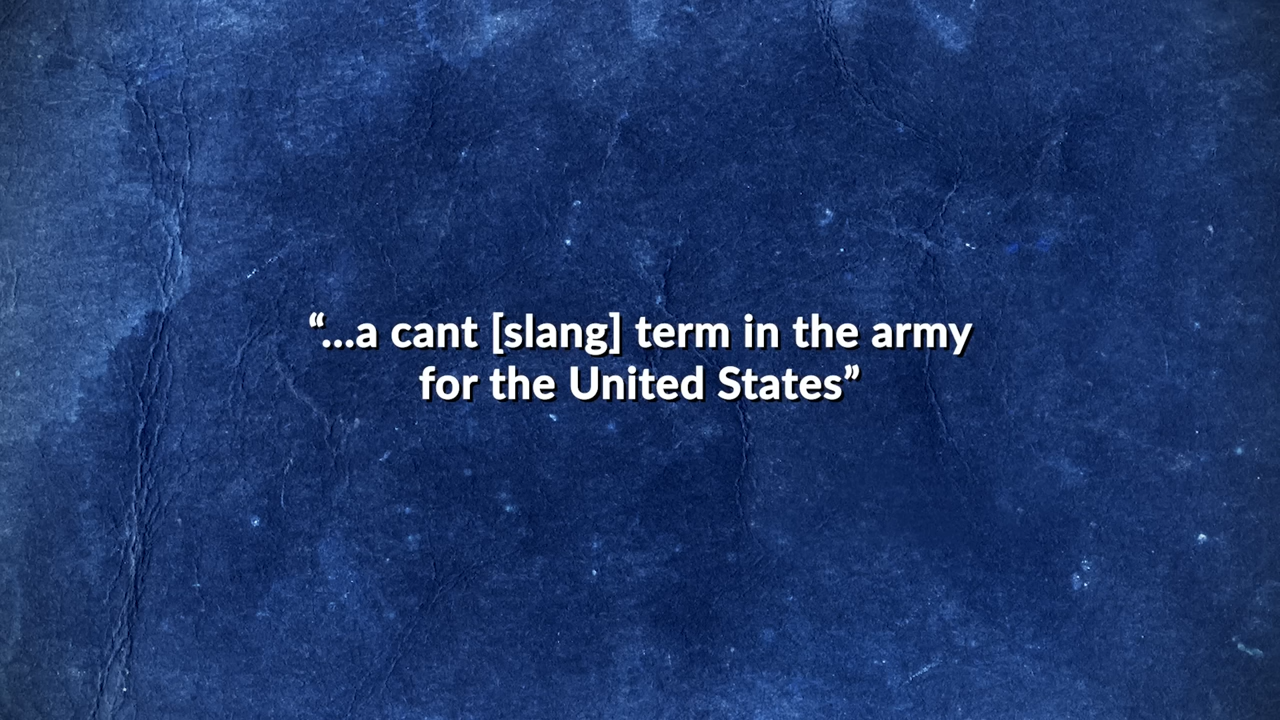 “...a cant [slang] term in the army
for the United States”